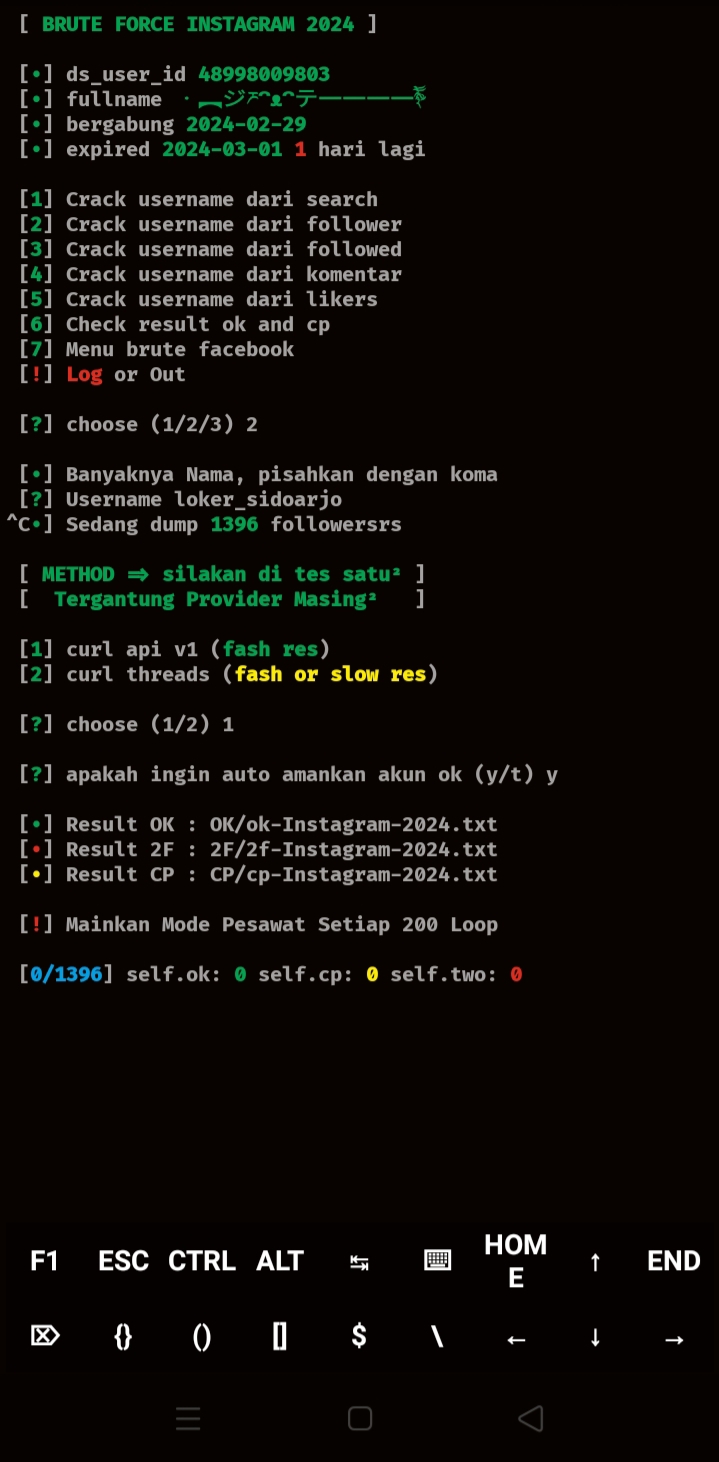 [ BRUTE FORCE INSTAGRAM 2024 ]
[•] ds_user_id 48998009803
[•] fullname
[•] bergabung 2024-02-29
[•] expired 2024-03-01 1 hari lagi
[1] Crack username dari search
[2] Crack username dari follower
[3] Crack username dari followed
[4] Crack username dari komentar
[5] Crack username dari likers
[6] Check result ok and cp
[7] Menu brute facebook
[!] Log or Out
[?] choose (1/2/3) 2
[•] Banyaknya Nama, pisahkan dengan koma
[?] Username loker_sidoarjo
^C•] Sedang dump 1396 followersrs
[ METHOD => silakan di tes satu² ]
[ Tergantung Provider Masing² ]
[1] curl api v1 (fash res)
[2] curl threads (fash or slow res)
[?] choose (1/2) 1
[?] apakah ingin auto amankan akun ok (y/t) y
[•] Result OK : OK/ok-Instagram-2024.txt
[•] Result 2F : 2F/2f-Instagram-2024.txt
[•] Result CP : CP/cp-Instagram-2024.txt
[!] Mainkan Mode Pesawat Setiap 200 Loop
[0/1396] self.ok: 0 self.cp: 0 self.two: 0
F1 ESC CTRL ALT ↹ ⌨ HOME ↑ END
⌦ {} () [] $ \ ← ↓ →